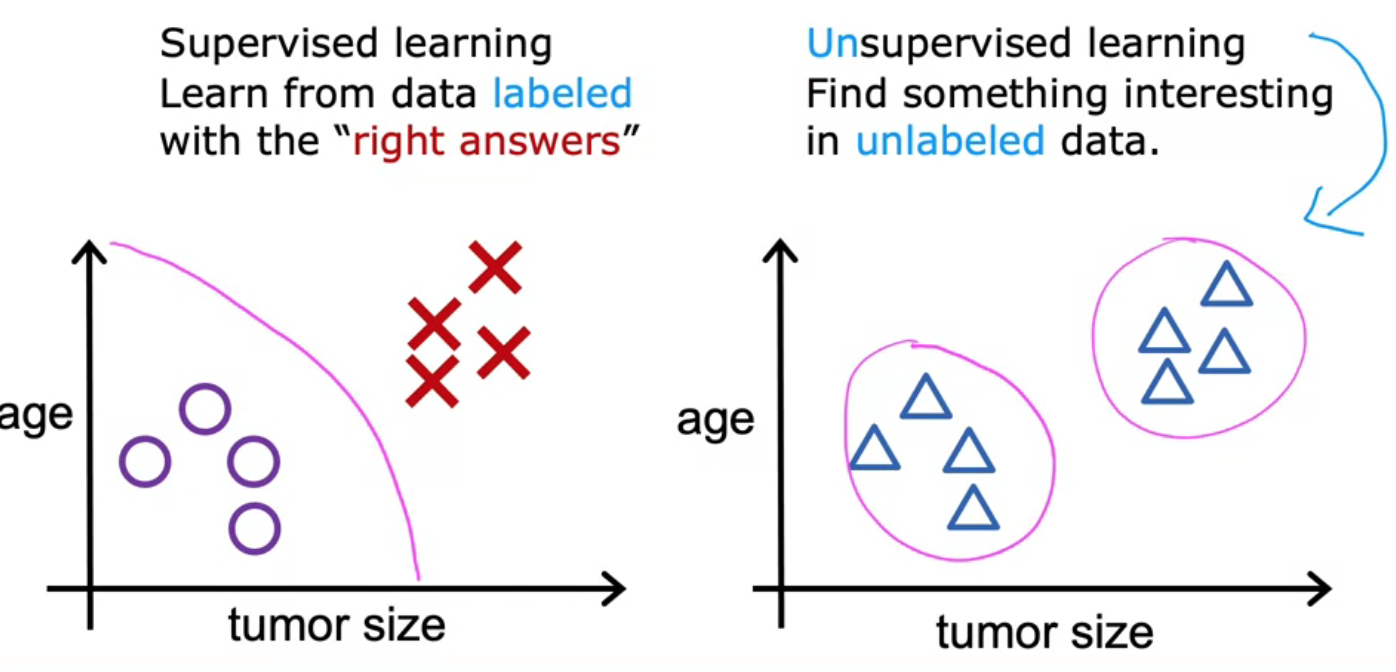 Supervised learning
Learn from data labeled
with the “right answers”
age
tumor size
Unsupervised learning
Find something interesting
in unlabeled data.
age
tumor size